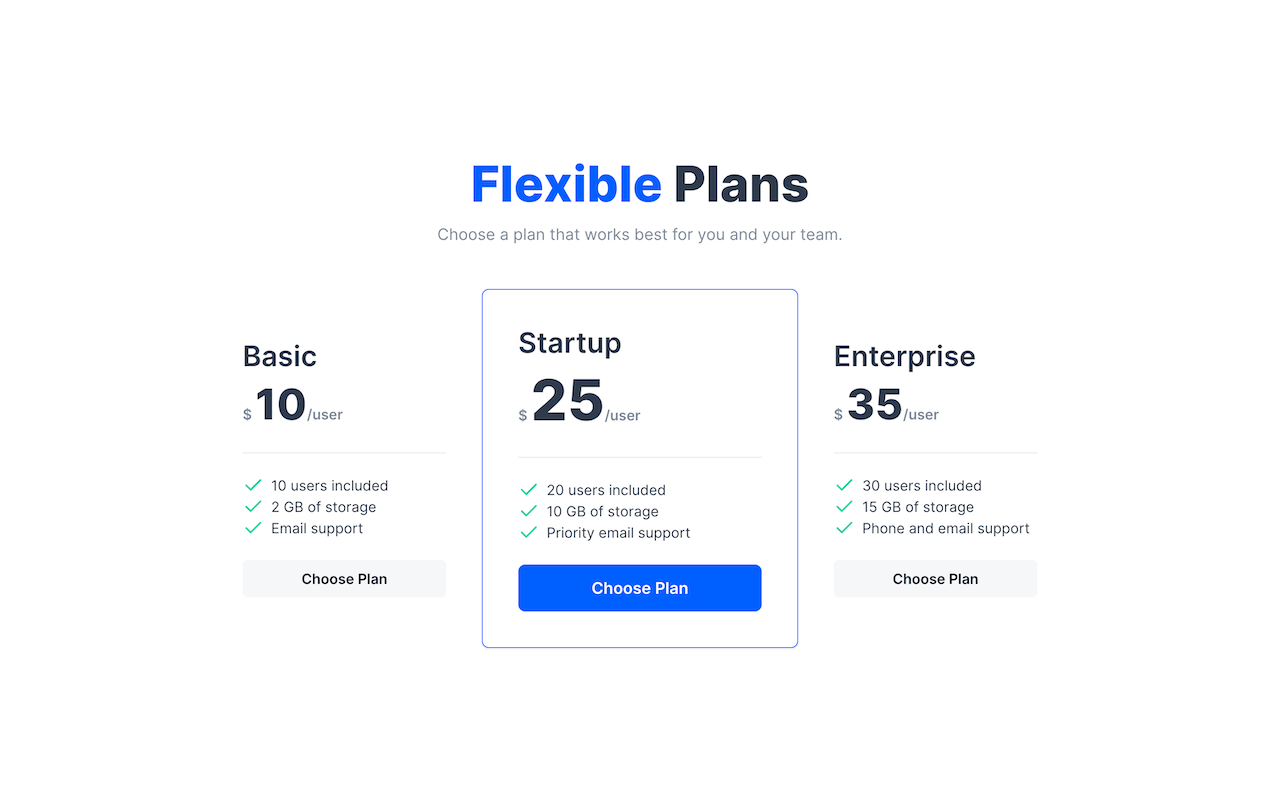 Flexible Plans
Choose a plan that works best for you and your team.
Basic
$ 10/user
10 users included
2 GB of storage
Email support
Choose Plan
Startup
$ 25/user
20 users included
10 GB of storage
Priority email support
Choose Plan
Enterprise
$ 35/user
30 users included
15 GB of storage
Phone and email support
Choose Plan